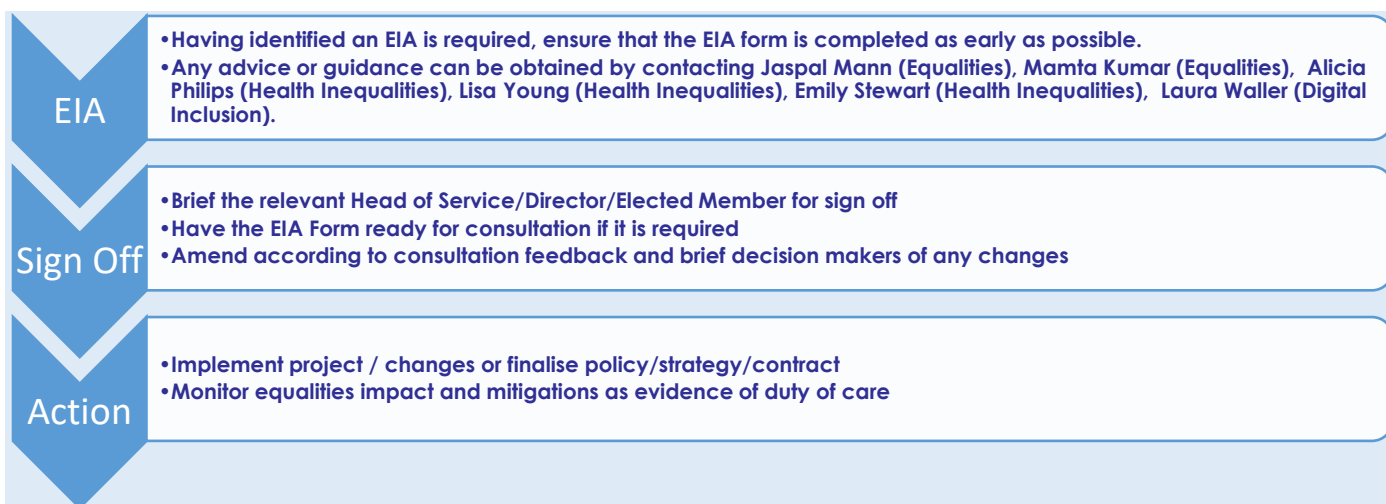 EIA
•Having identified an EIA is required, ensure that the EIA form is completed as early as possible.
•Any advice or guidance can be obtained by contacting Jaspal Mann (Equalities), Mamta Kumar (Equalities), Alicia
Philips (Health Inequalities), Lisa Young (Health Inequalities), Emily Stewart (Health Inequalities), Laura Waller (Digital
Inclusion).
Sign Off
•Brief the relevant Head of Service/Director/Elected Member for sign off
•Have the EIA Form ready for consultation if it is required
•Amend according to consultation feedback and brief decision makers of any changes
Action
•Implement project / changes or finalise policy/strategy/contract
•Monitor equalities impact and mitigations as evidence of duty of care